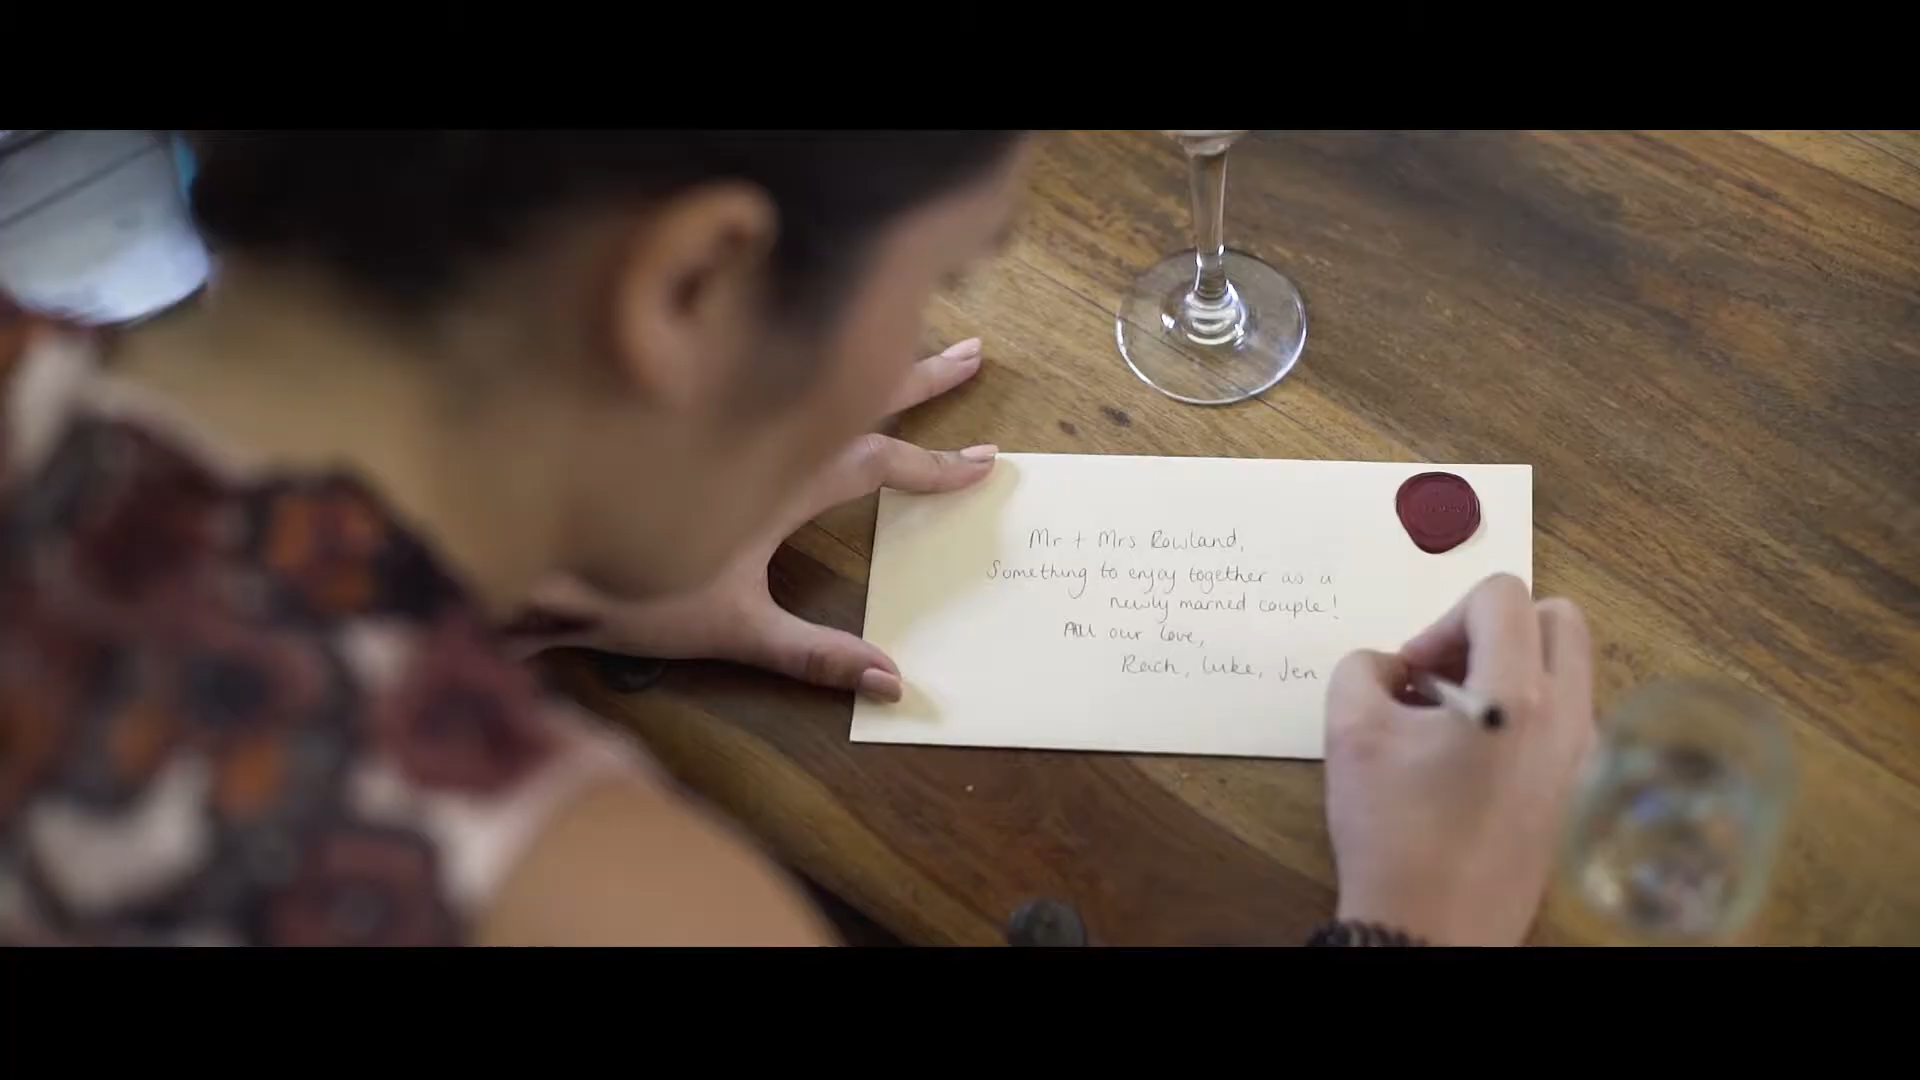 Mr + Mrs Rowland,
Something to enjoy together as a
newly married couple!
All our love,
Rach, Luke, Jen